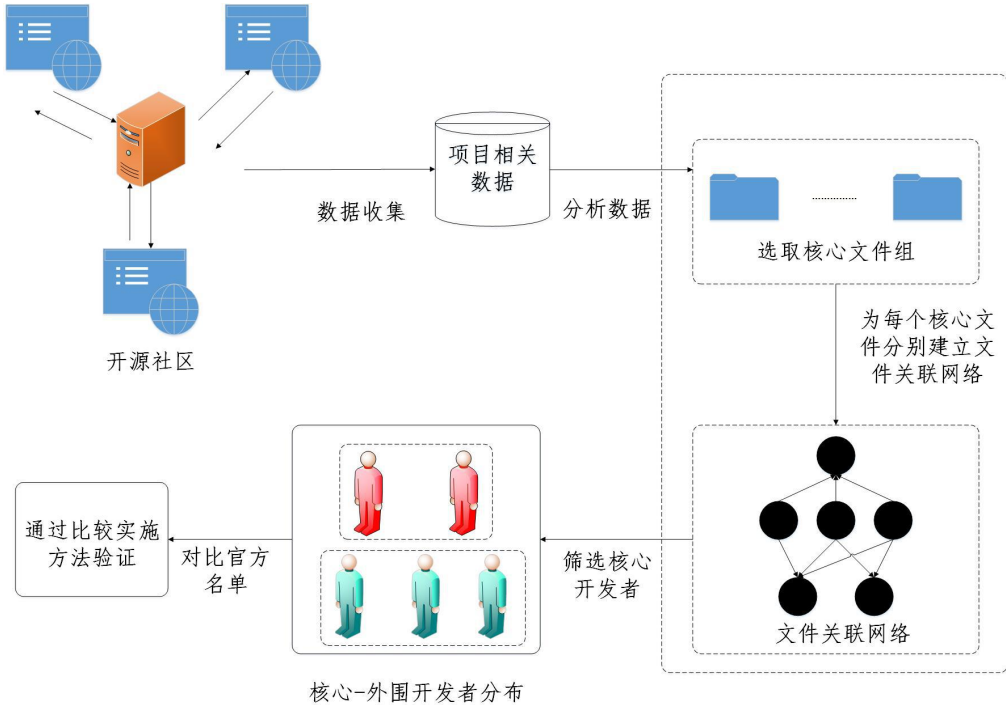 项目相关
数据
数据收集
分析数据
选取核心文件组
开源社区
为每个核心文
件分别建立文
件关联网络
通过比较实施
方法验证
对比官方
名单
筛选核心
开发者
文件关联网络
核心-外围开发者分布